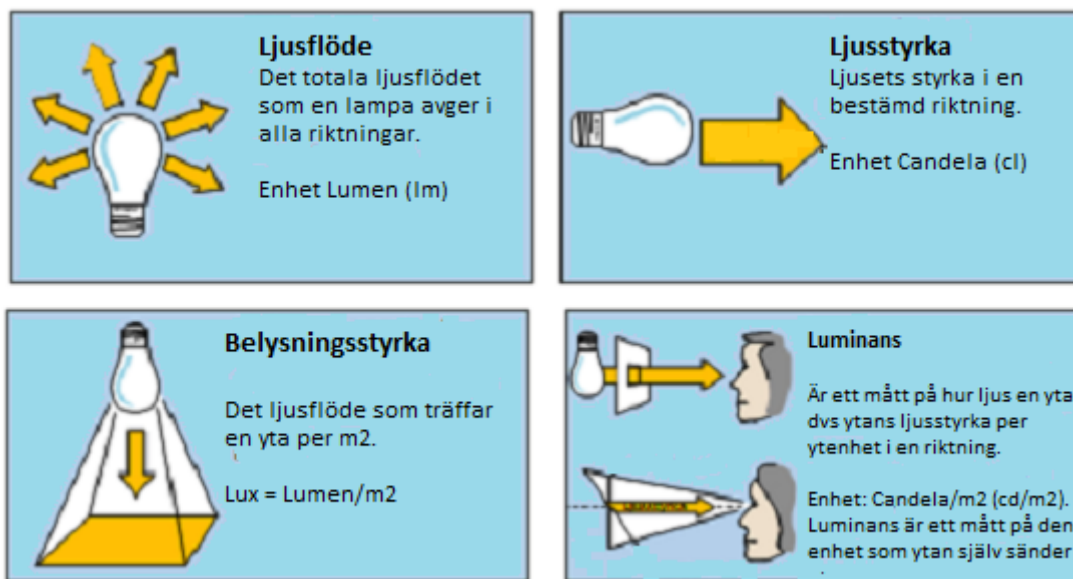 Ljusflöde
Det totala ljusflödet
som en lampa avger i
alla riktningar.
Enhet Lumen (lm)
Ljusstyrka
Ljusets styrka i en
bestämd riktning.
Enhet Candela (cl)
Belysningsstyrka
Det ljusflöde som träffar
en yta per m2.
Lux = Lumen/m2
Luminans
Är ett mått på hur ljus en yta
dvs ytans ljusstyrka per
ytenhet i en riktning.
Enhet: Candela/m2 (cd/m2).
Luminans är ett mått på den
enhet som ytan själv sänder